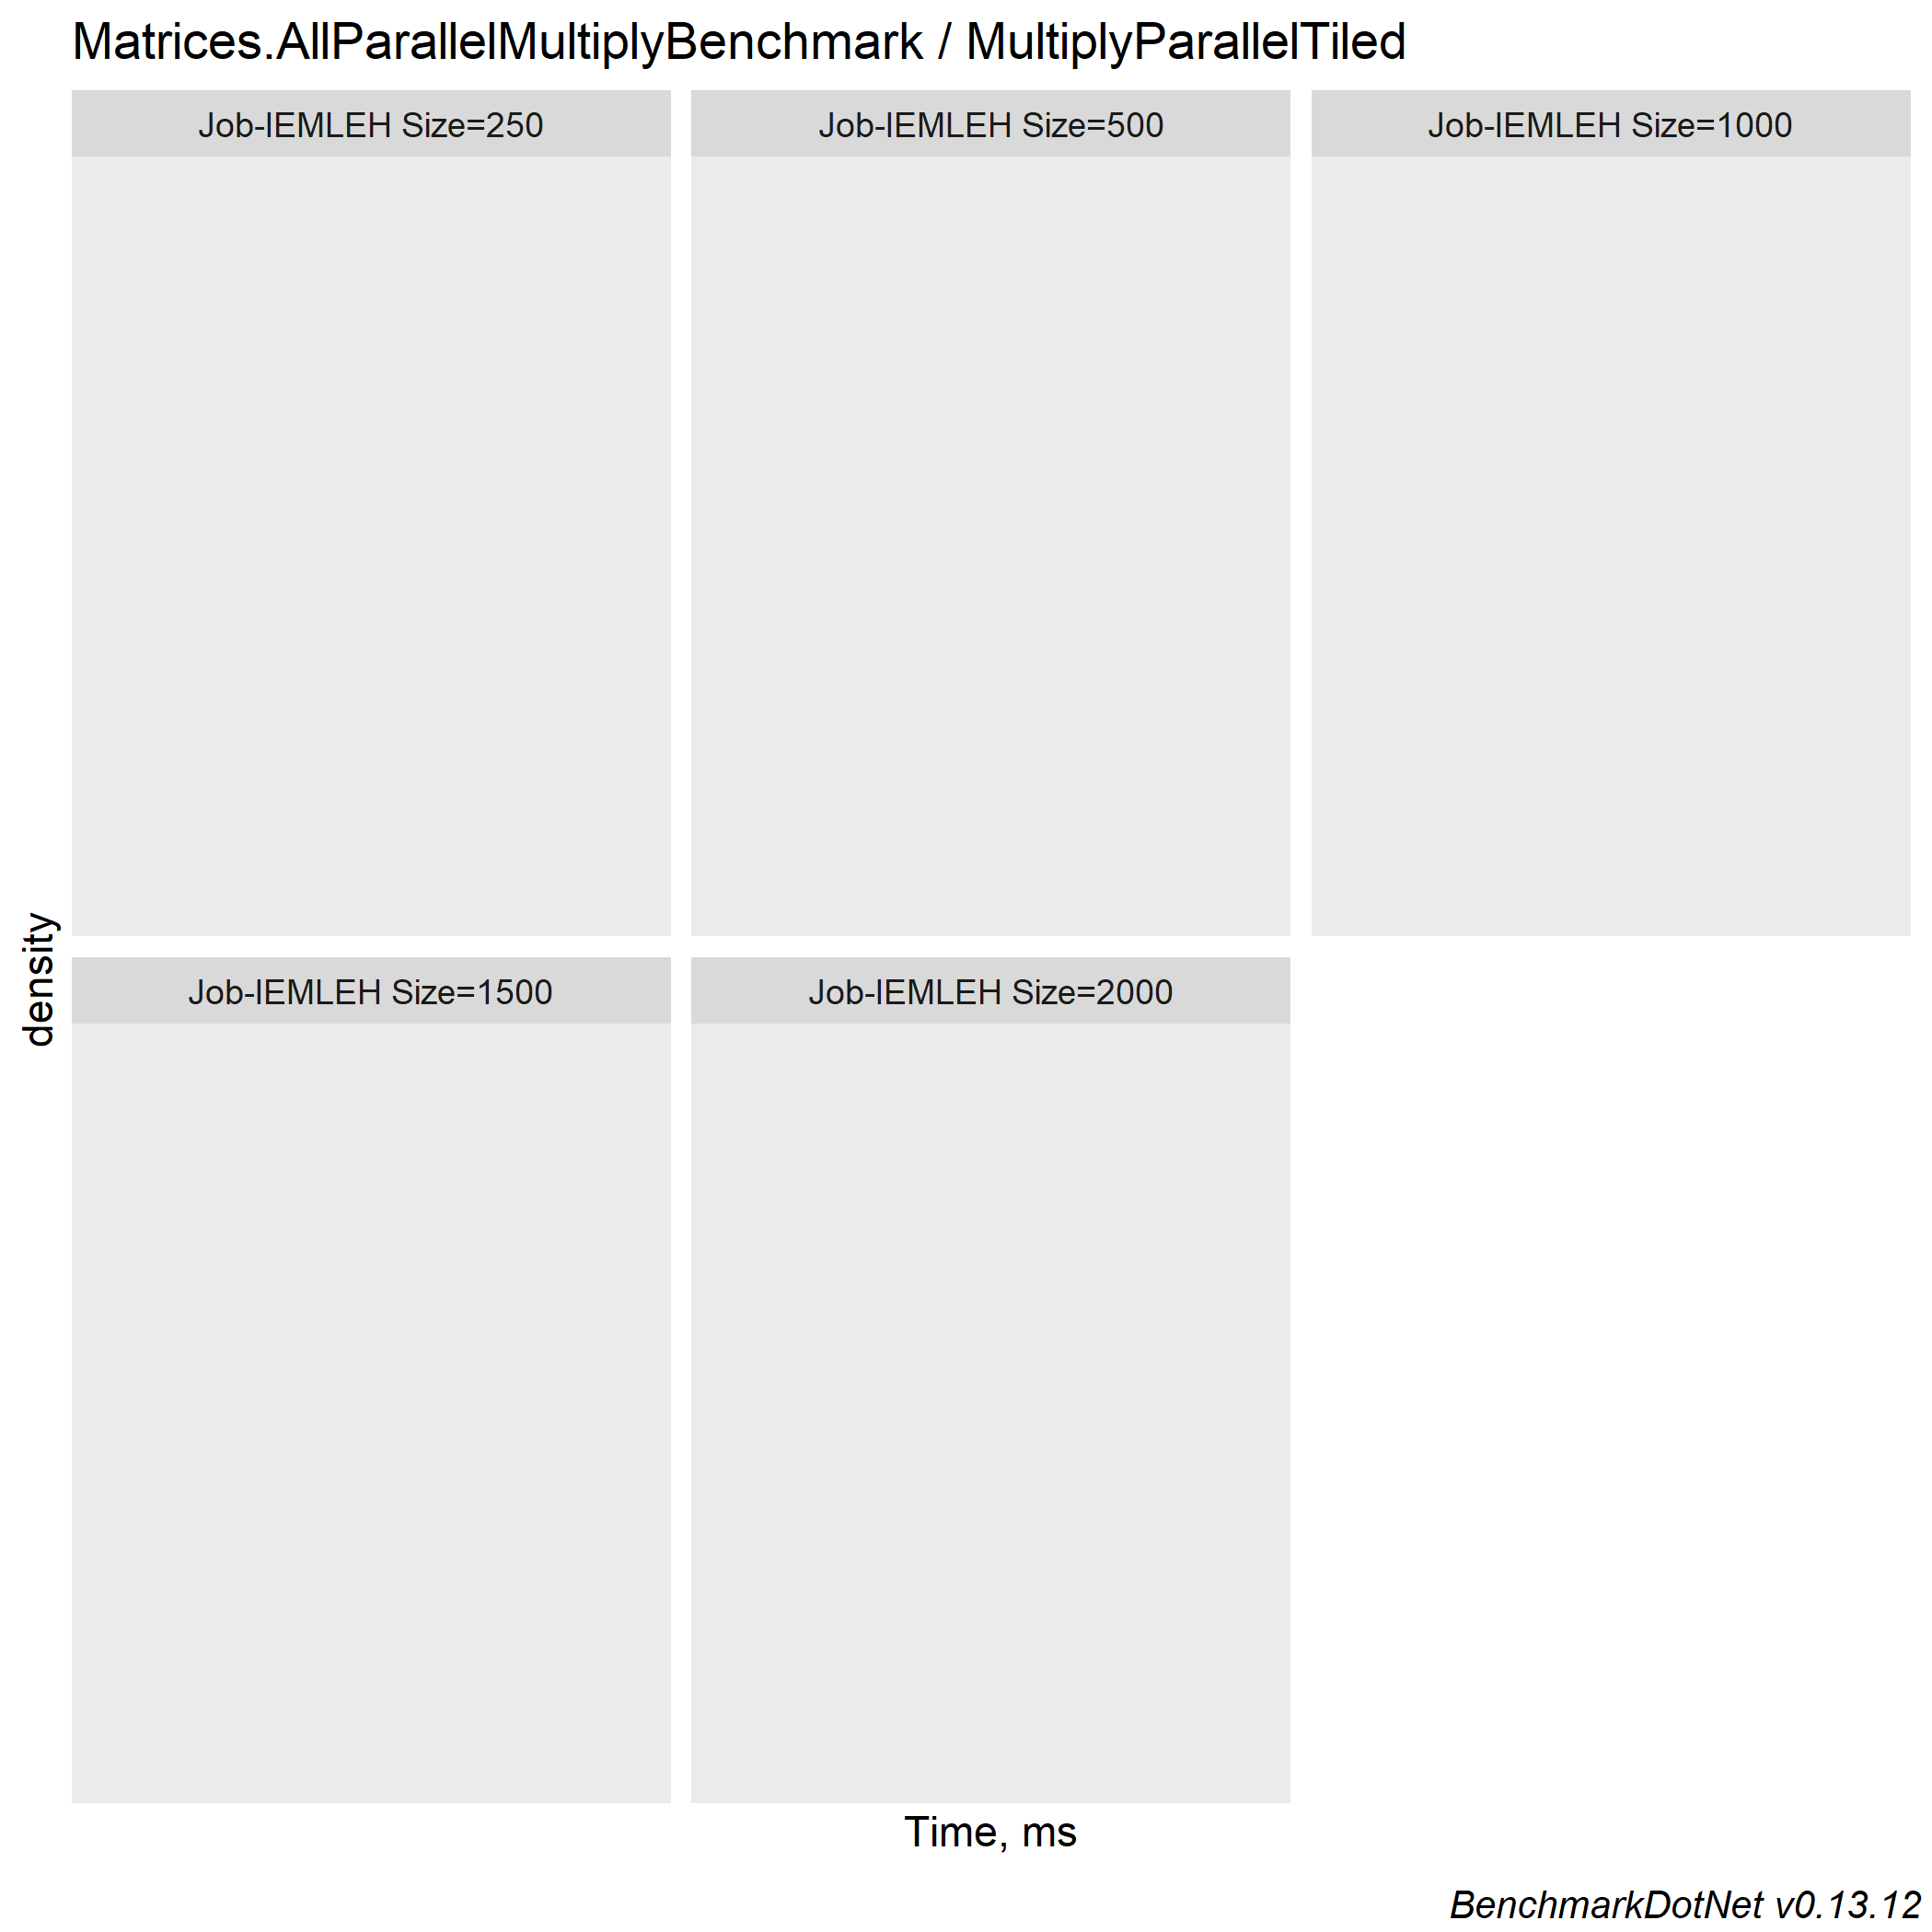 Matrices.AllParallelMultiplyBenchmark / MultiplyParallelTiled
Job-IEMLEH Size=250
Job-IEMLEH Size=500
Job-IEMLEH Size=1000
density
Job-IEMLEH Size=1500
Job-IEMLEH Size=2000
Time, ms
BenchmarkDotNet v0.13.12